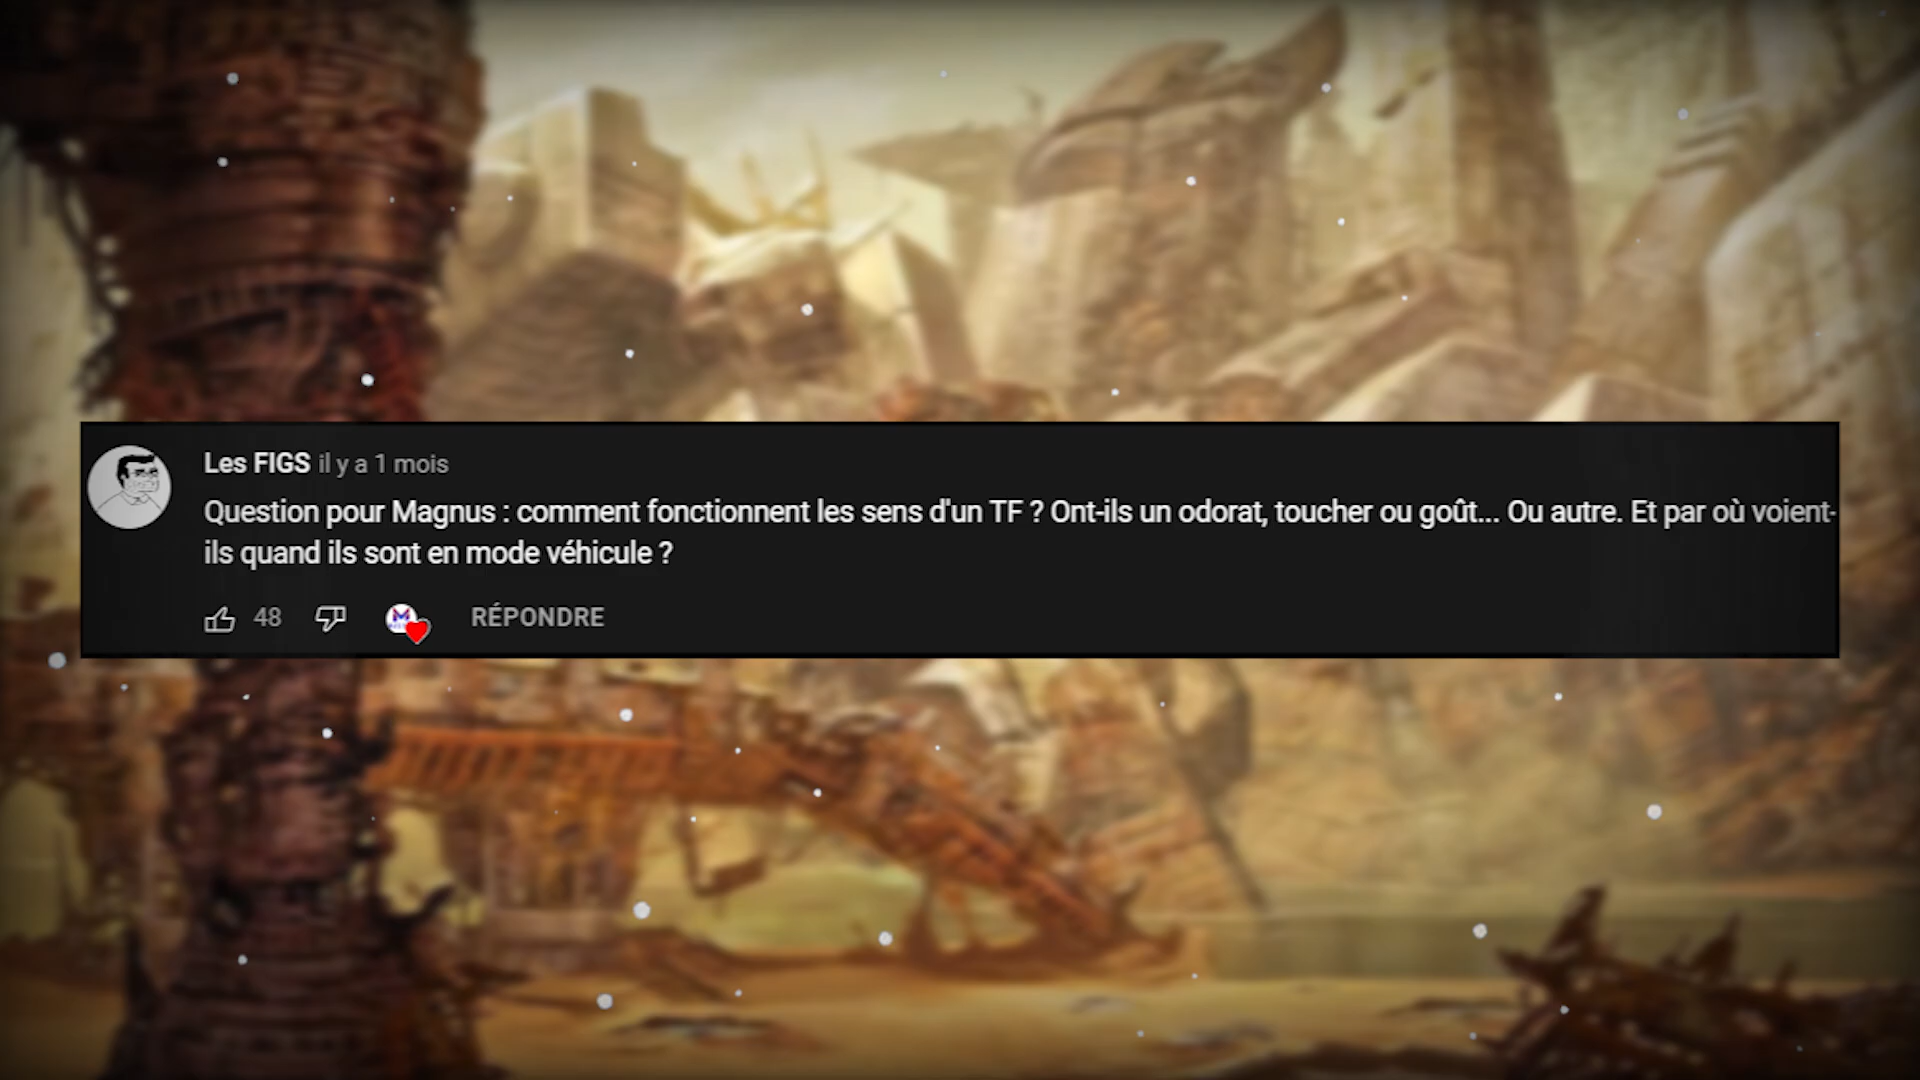 Les FIGS il y a 1 mois
Question pour Magnus : comment fonctionnent les sens d'un TF ? Ont-ils un odorat, toucher ou goût... Ou autre. Et par où voient-
ils quand ils sont en mode véhicule ?
48 RÉPONDRE